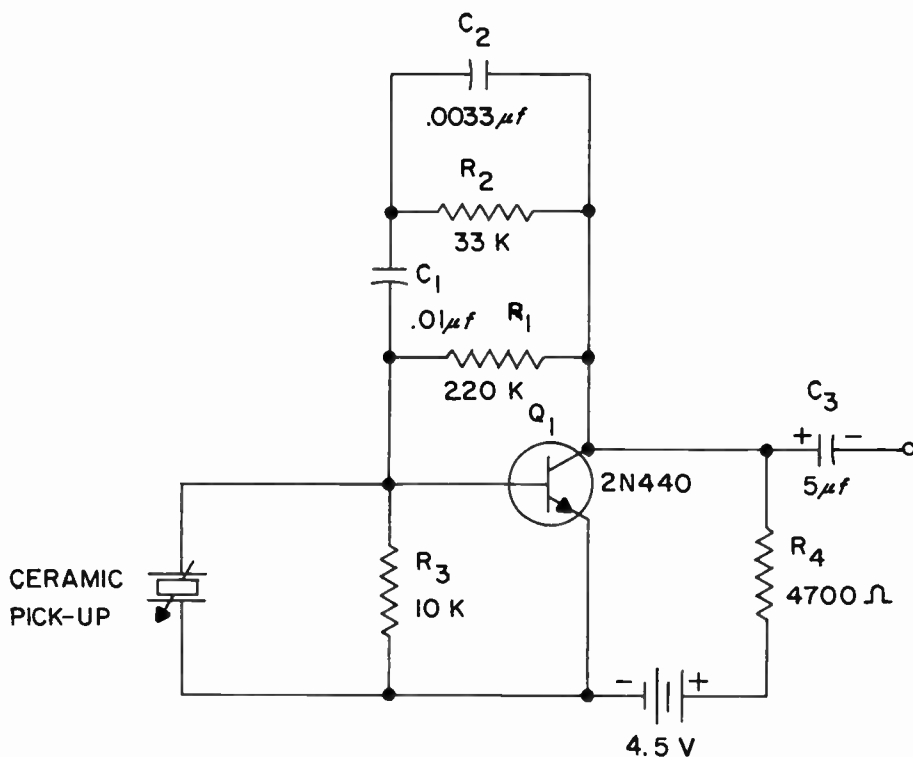 C2
.0033µf
R2
33 K
C1
.01µf
R1
220 K
Q1
C3
+ -
2N440
5µf
CERAMIC
PICK-UP
R3
10 K
R4
4700 Ω
- +
4.5 V